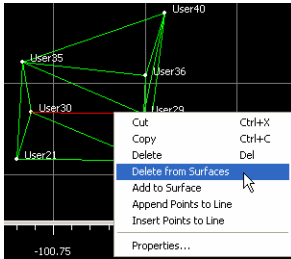 User40
User35
User36
User30
User29
Cut Ctrl+X
Copy Ctrl+C
Delete Del
Delete from Surfaces
User21
Add to Surface
Append Points to Line
Insert Points to Line
Properties...
-100.75